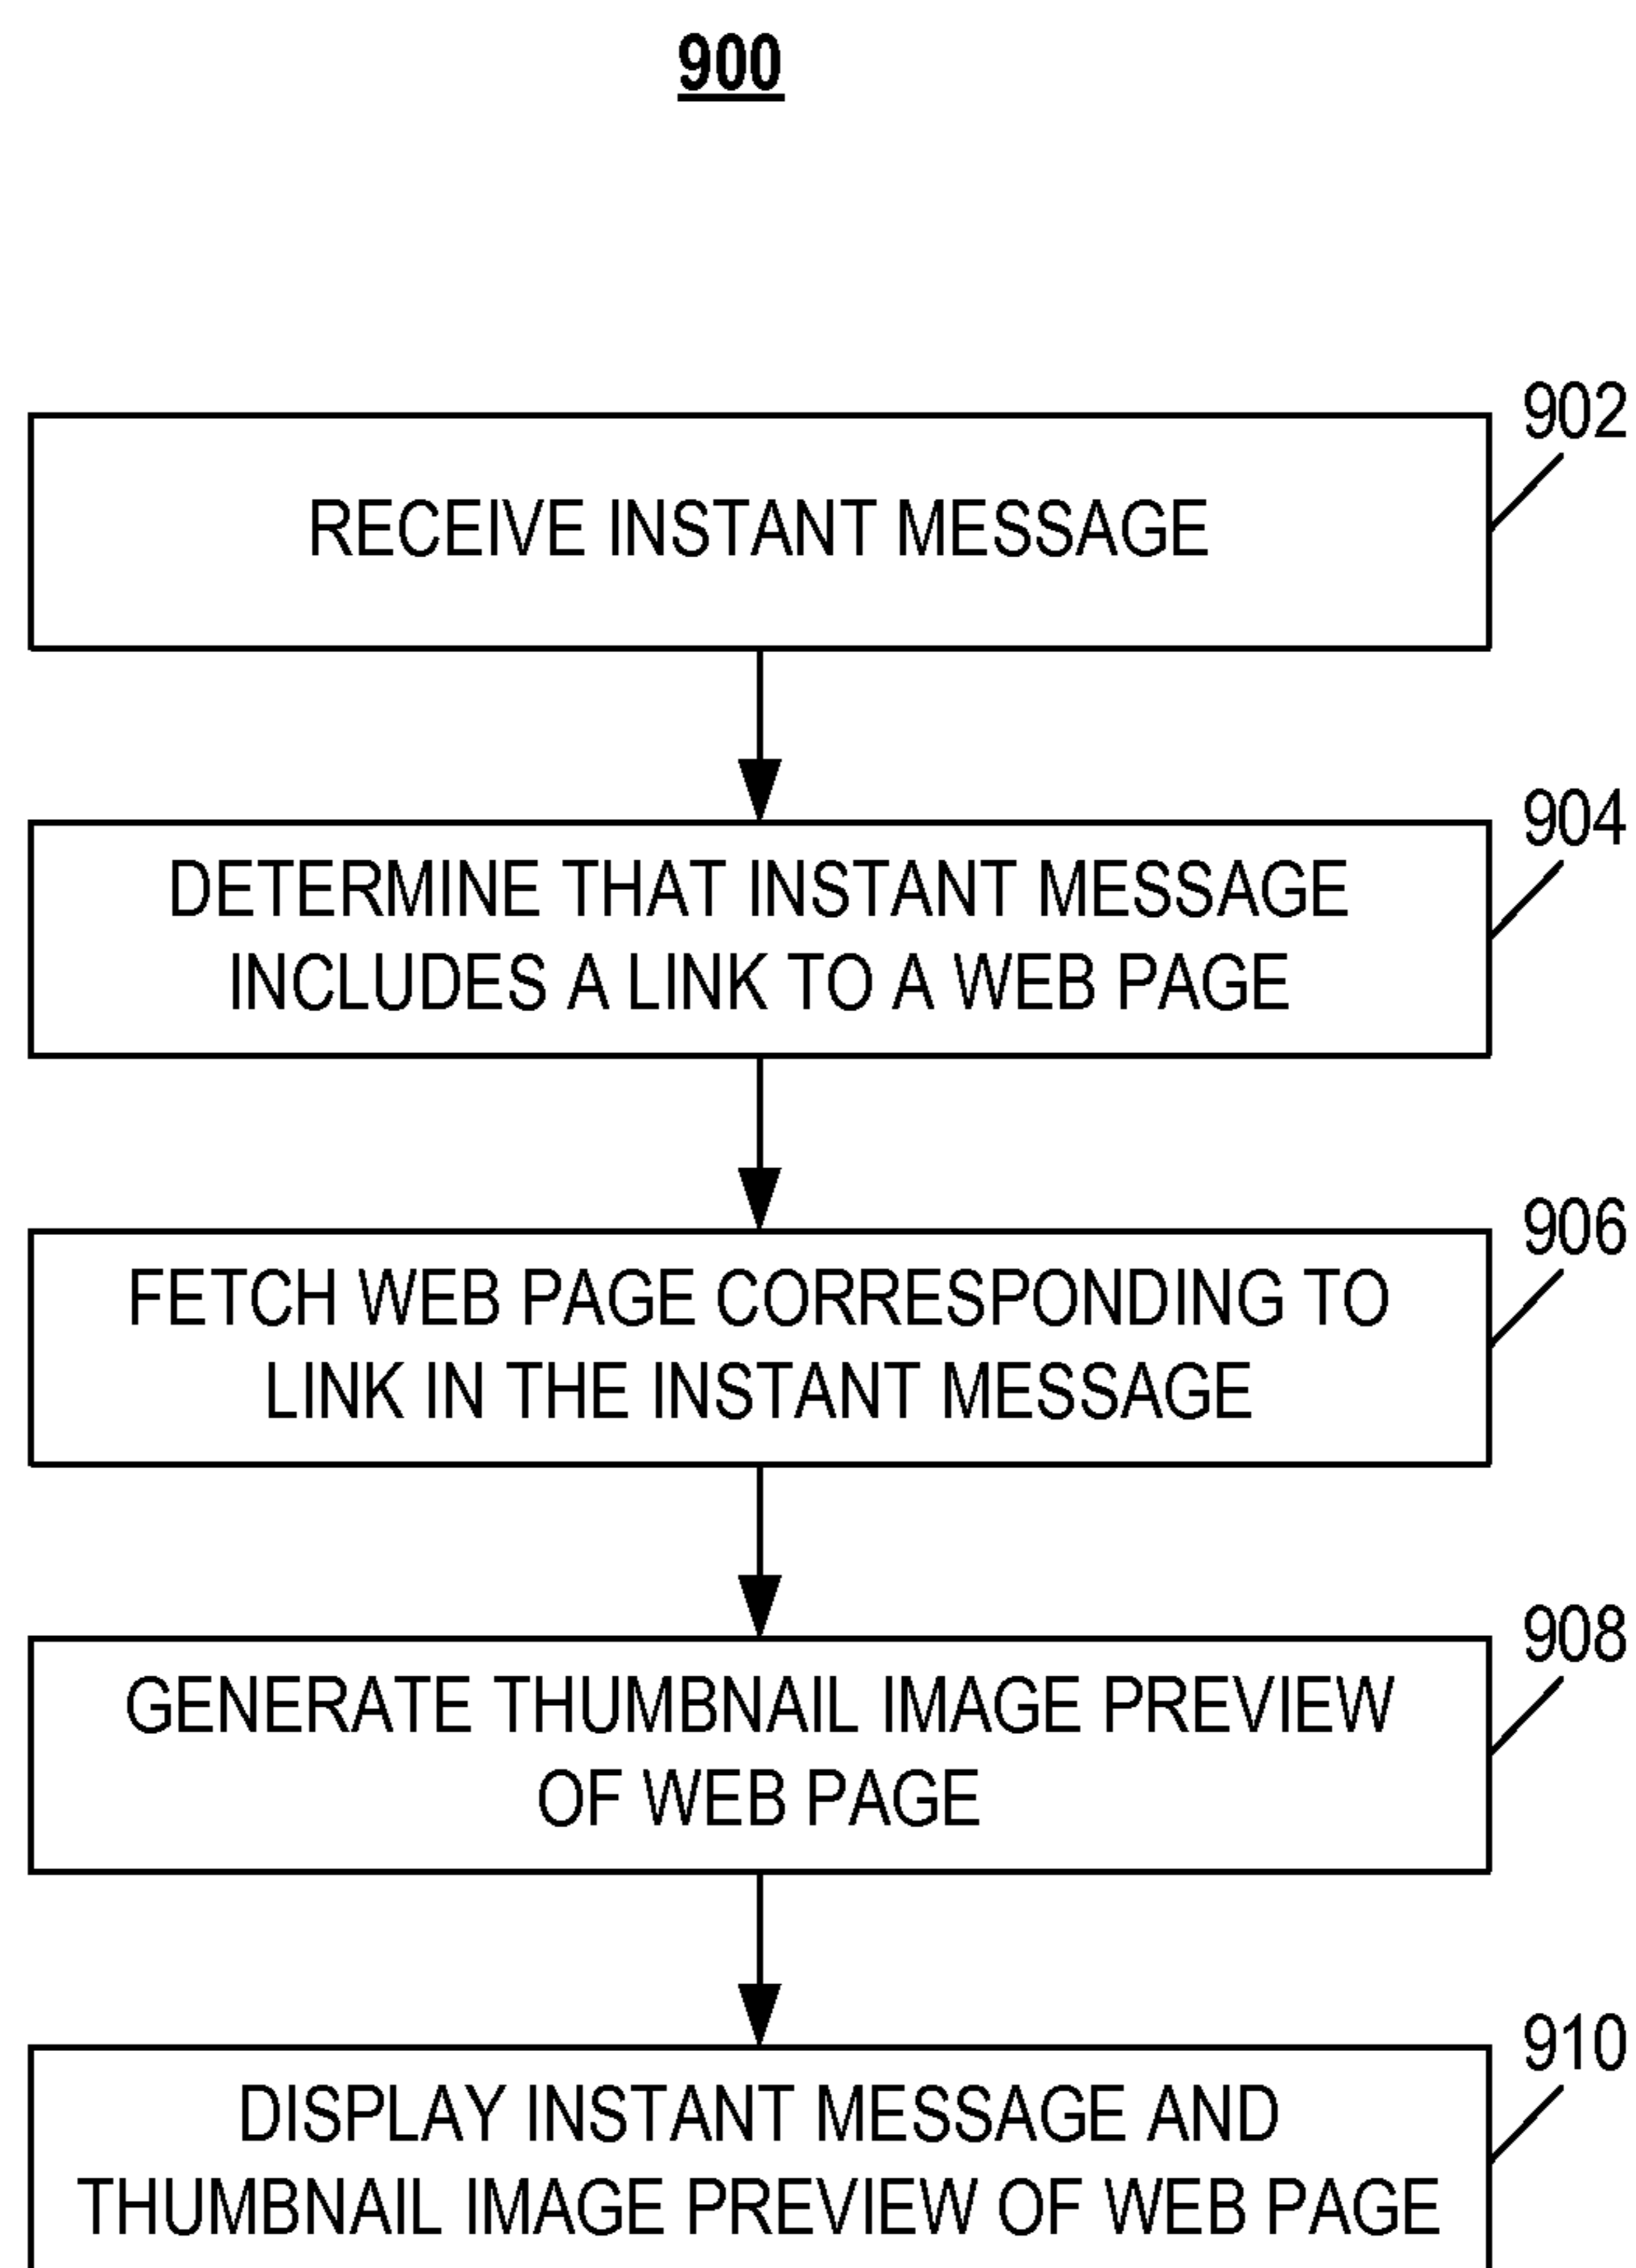 900
902
RECEIVE INSTANT MESSAGE
904
DETERMINE THAT INSTANT MESSAGE
INCLUDES A LINK TO A WEB PAGE
906
FETCH WEB PAGE CORRESPONDING TO
LINK IN THE INSTANT MESSAGE
908
GENERATE THUMBNAIL IMAGE PREVIEW
OF WEB PAGE
910
DISPLAY INSTANT MESSAGE AND
THUMBNAIL IMAGE PREVIEW OF WEB PAGE